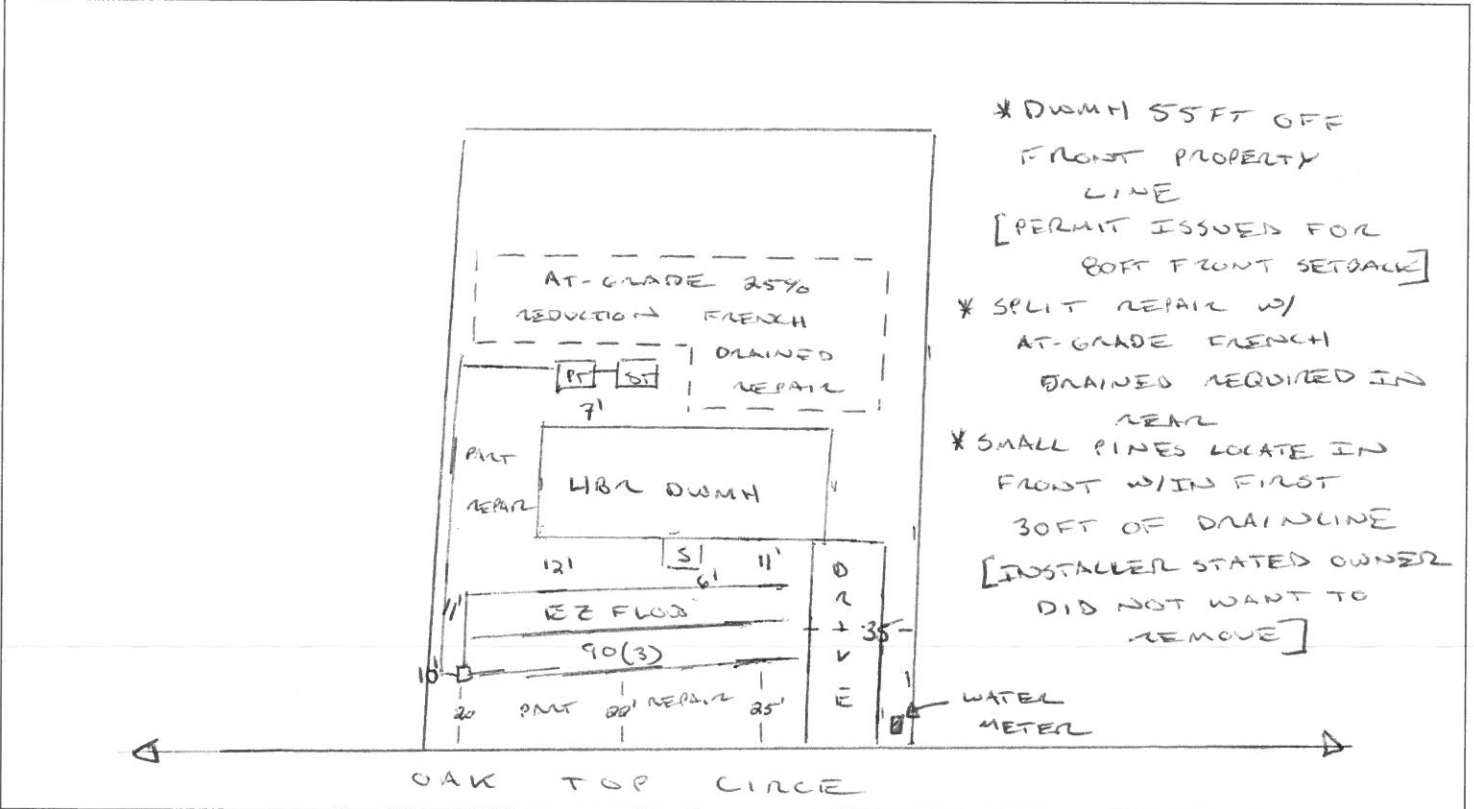 * DWMH 55FT OFF
FRONT PROPERTY
LINE
[PERMIT ISSUED FOR
80FT FRONT SETBACK]
* SPLIT REPAIR W/
AT-GRADE FRENCH
DRAINED REQUIRED IN
REAR
* SMALL PINES LOCATE IN
FRONT W/IN FIRST
30FT OF DRAINLINE
[INSTALLER STATED OWNER
DID NOT WANT TO
REMOVE]
AT-GRADE 25%
REDUCTION FRENCH
DRAINED
REPAIR
PT ST
7'
PART
REPAIR
4BR DWMH
S
12' 6' 11'
11' EZ FLOW
90(3)
10'
20 PART 22' REPAIR 25'
DRIVE
35
WATER
METER
OAK TOP CIRCE